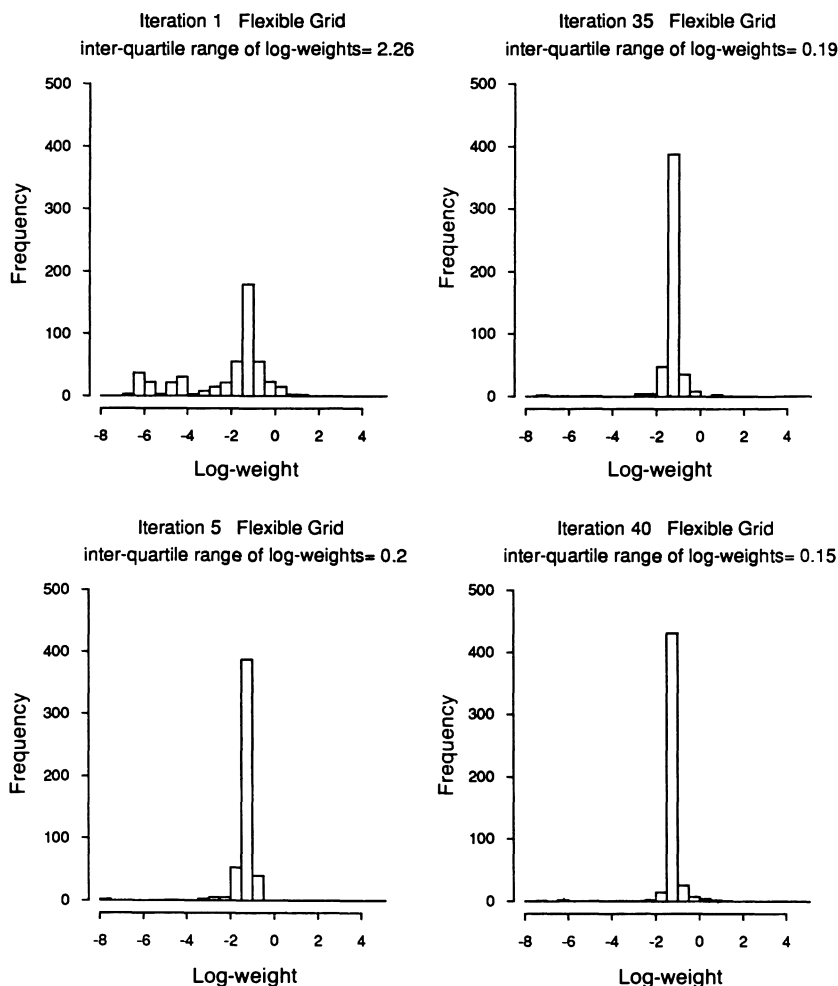 Iteration 1 Flexible Grid
inter-quartile range of log-weights= 2.26
500
400
300
200
100
0
Frequency
-8 -6 -4 -2 0 2 4
Log-weight
Iteration 35 Flexible Grid
inter-quartile range of log-weights= 0.19
500
400
300
200
100
0
Frequency
-8 -6 -4 -2 0 2 4
Log-weight
Iteration 5 Flexible Grid
inter-quartile range of log-weights= 0.2
500
400
300
200
100
0
Frequency
-8 -6 -4 -2 0 2 4
Log-weight
Iteration 40 Flexible Grid
inter-quartile range of log-weights= 0.15
500
400
300
200
100
0
Frequency
-8 -6 -4 -2 0 2 4
Log-weight